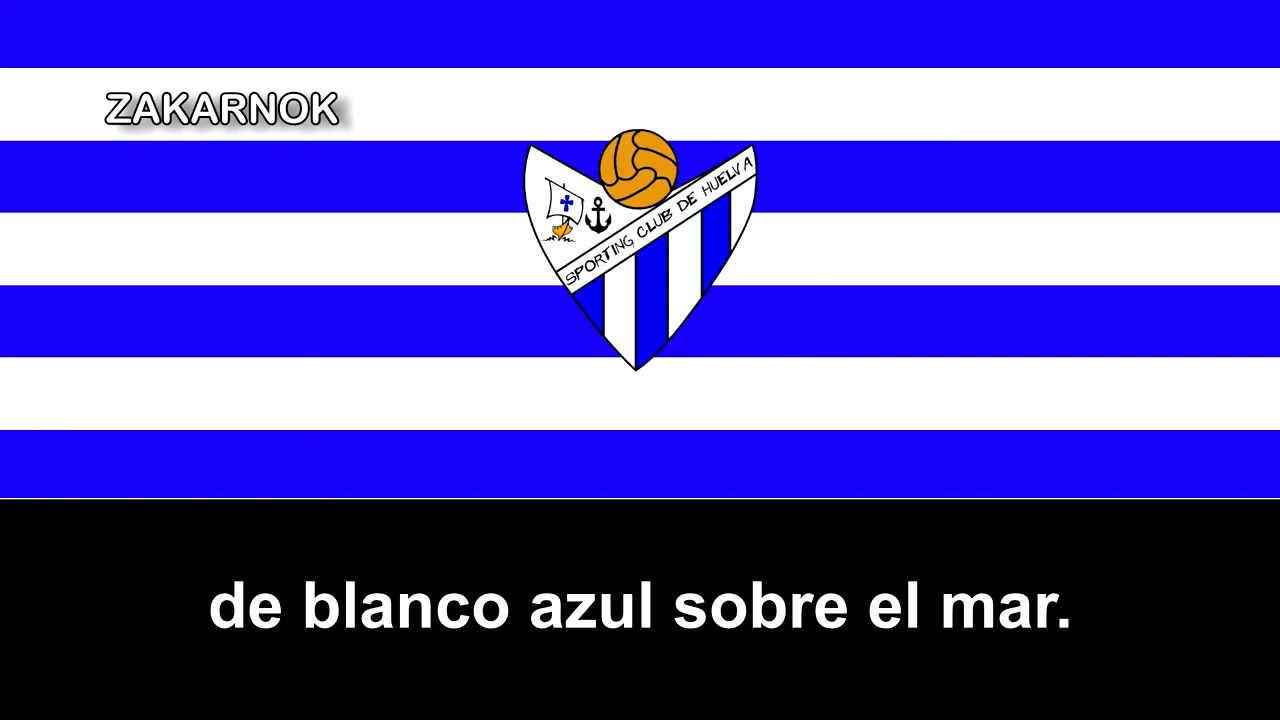 ZAKARNOK
SPORTING CLUB DE HUELVA
de blanco azul sobre el mar.